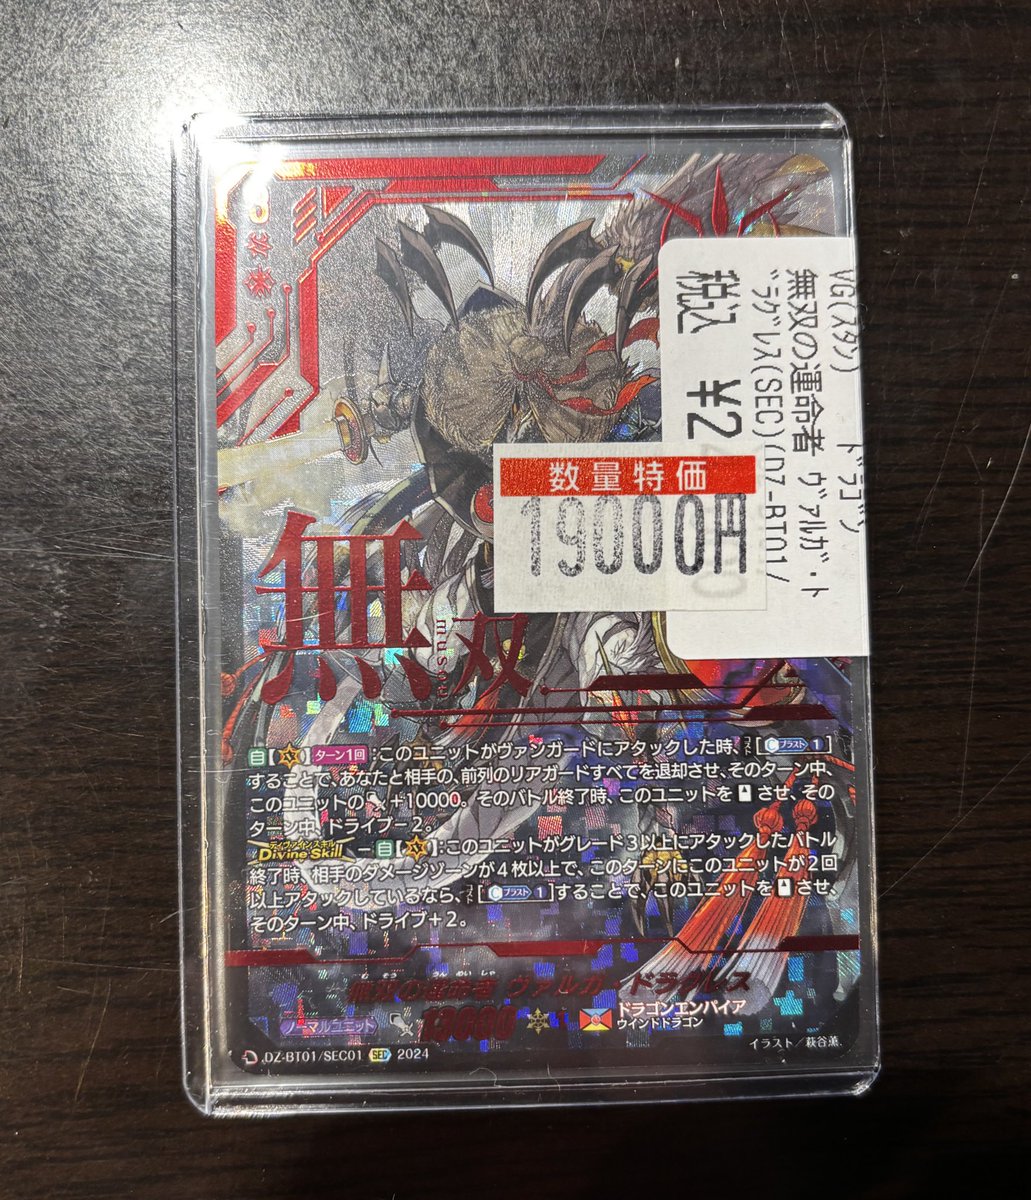 VG(スタン) ドラゴン
無双の運命者 ヴァルガ・ド
ラグレス(SEC)(DZ-BT01/
税込 ¥2
数量特価
19000円
無双
musou
自【】ターン1回:このユニットがヴァンガードにアタックした時、コスト[Cブラスト1]
することで、あなたと相手の、前列のリアガードすべてを退却させ、そのターン中、
このユニットの+10000。そのバトル終了時、このユニットをさせ、その
ターン中、ドライブ-2。
ディヴァインスキル
Divine Skill-自【】:このユニットがグレード3以上にアタックしたバトル
終了時、相手のダメージゾーンが4枚以上で、このターンにこのユニットが2回
以上アタックしているなら、コスト[Cブラスト1]することで、このユニットをさせ、
そのターン中、ドライブ+2。
む そう うん めい しゃ
無双の運命者 ヴァルガ・ドラグレス
ノーマルユニット
13000
ドラゴンエンパイア
ウインドドラゴン
D DZ-BT01/SEC01 SEC 2024
イラスト/萩谷薫